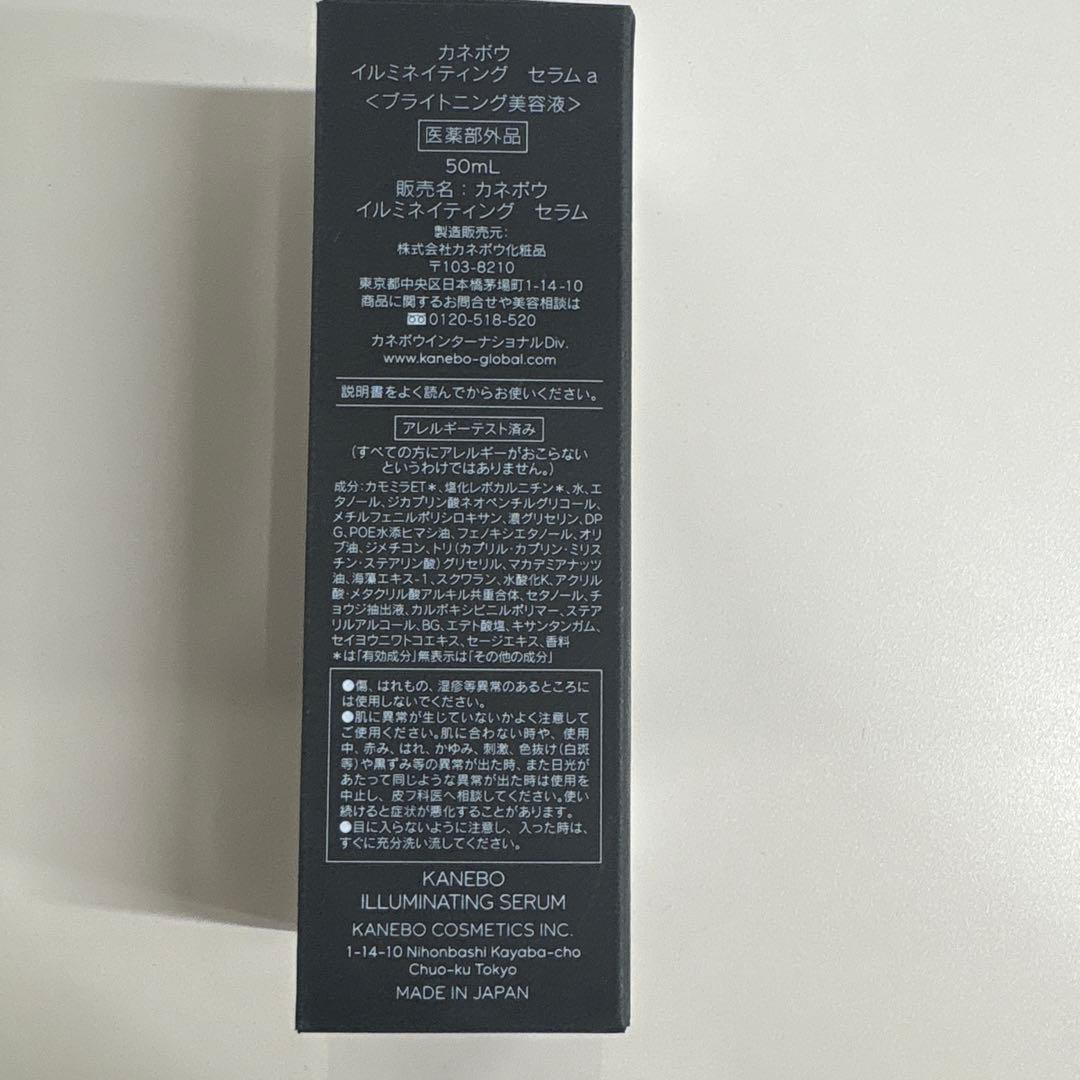 カネボウ
イルミネイティング　セラム a
＜ブライトニング美容液＞
医薬部外品
50mL
販売名：カネボウ
イルミネイティング　セラム
製造販売元：
株式会社カネボウ化粧品
〒103-8210
東京都中央区日本橋茅場町1-14-10
商品に関するお問合せや美容相談は
0120-518-520
カネボウインターナショナルDiv.
www.kanebo-global.com
説明書をよく読んでからお使いください。
アレルギーテスト済み
(すべての方にアレルギーがおこらない
というわけではありません。)
成分：カモミラET＊、塩化レボカルニチン＊、水、エ
タノール、ジカプリン酸ネオペンチルグリコール、
メチルフェニルポリシロキサン、濃グリセリン、DP
G、POE水添ヒマシ油、フェノキシエタノール、オリ
ブ油、ジメチコン、トリ(カプリル・カプリン・ミリス
チン・ステアリン酸)グリセリル、マカデミアナッツ
油、海藻エキス-1、スクワラン、水酸化K、アクリル
酸・メタクリル酸アルキル共重合体、セタノール、チ
ョウジ抽出液、カルボキシビニルポリマー、ステア
リルアルコール、BG、エデト酸塩、キサンタンガム、
セイヨウニワトコエキス、セージエキス、香料
＊は「有効成分」無表示は「その他の成分」
●傷、はれもの、湿疹等異常のあるところに
は使用しないでください。
●肌に異常が生じていないかよく注意して
ご使用ください。肌に合わない時や、使用
中、赤み、はれ、かゆみ、刺激、色抜け(白斑
等)や黒ずみ等の異常が出た時、また日光が
あたって同じような異常が出た時は使用を
中止し、皮フ科医へ相談してください。使い
続けると症状が悪化することがあります。
●目に入らないように注意し、入った時は、
すぐに充分洗い流してください。
KANEBO
ILLUMINATING SERUM
KANEBO COSMETICS INC.
1-14-10 Nihonbashi Kayaba-cho
Chuo-ku Tokyo
MADE IN JAPAN